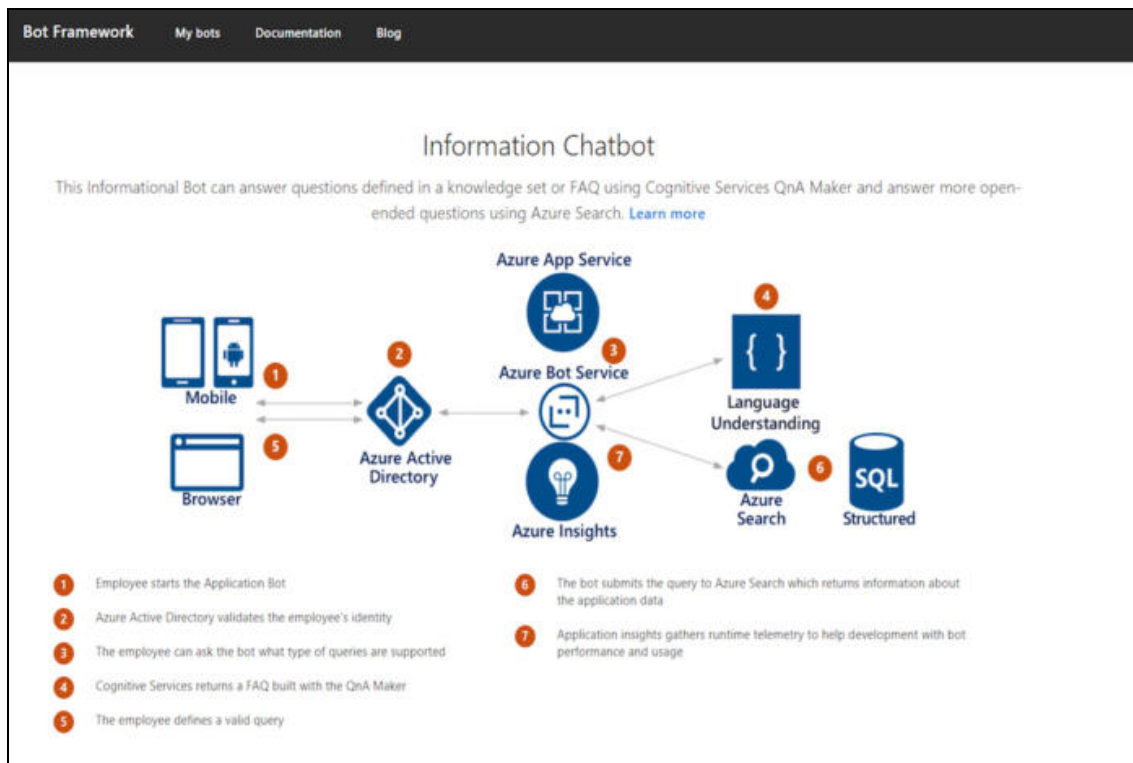 Bot Framework My bots Documentation Blog
Information Chatbot
This Informational Bot can answer questions defined in a knowledge set or FAQ using Cognitive Services QnA Maker and answer more open-
ended questions using Azure Search. Learn more
Azure App Service
4
3
2
Azure Bot Service
1
Mobile
Language
Understanding
5
Azure Active
Directory
7
6
SQL
Browser
Azure
Search
Structured
Azure Insights
1 Employee starts the Application Bot
2 Azure Active Directory validates the employee's identity
3 The employee can ask the bot what type of queries are supported
4 Cognitive Services returns a FAQ built with the QnA Maker
5 The employee defines a valid query
6 The bot submits the query to Azure Search which returns information about
the application data
7 Application insights gathers runtime telemetry to help development with bot
performance and usage